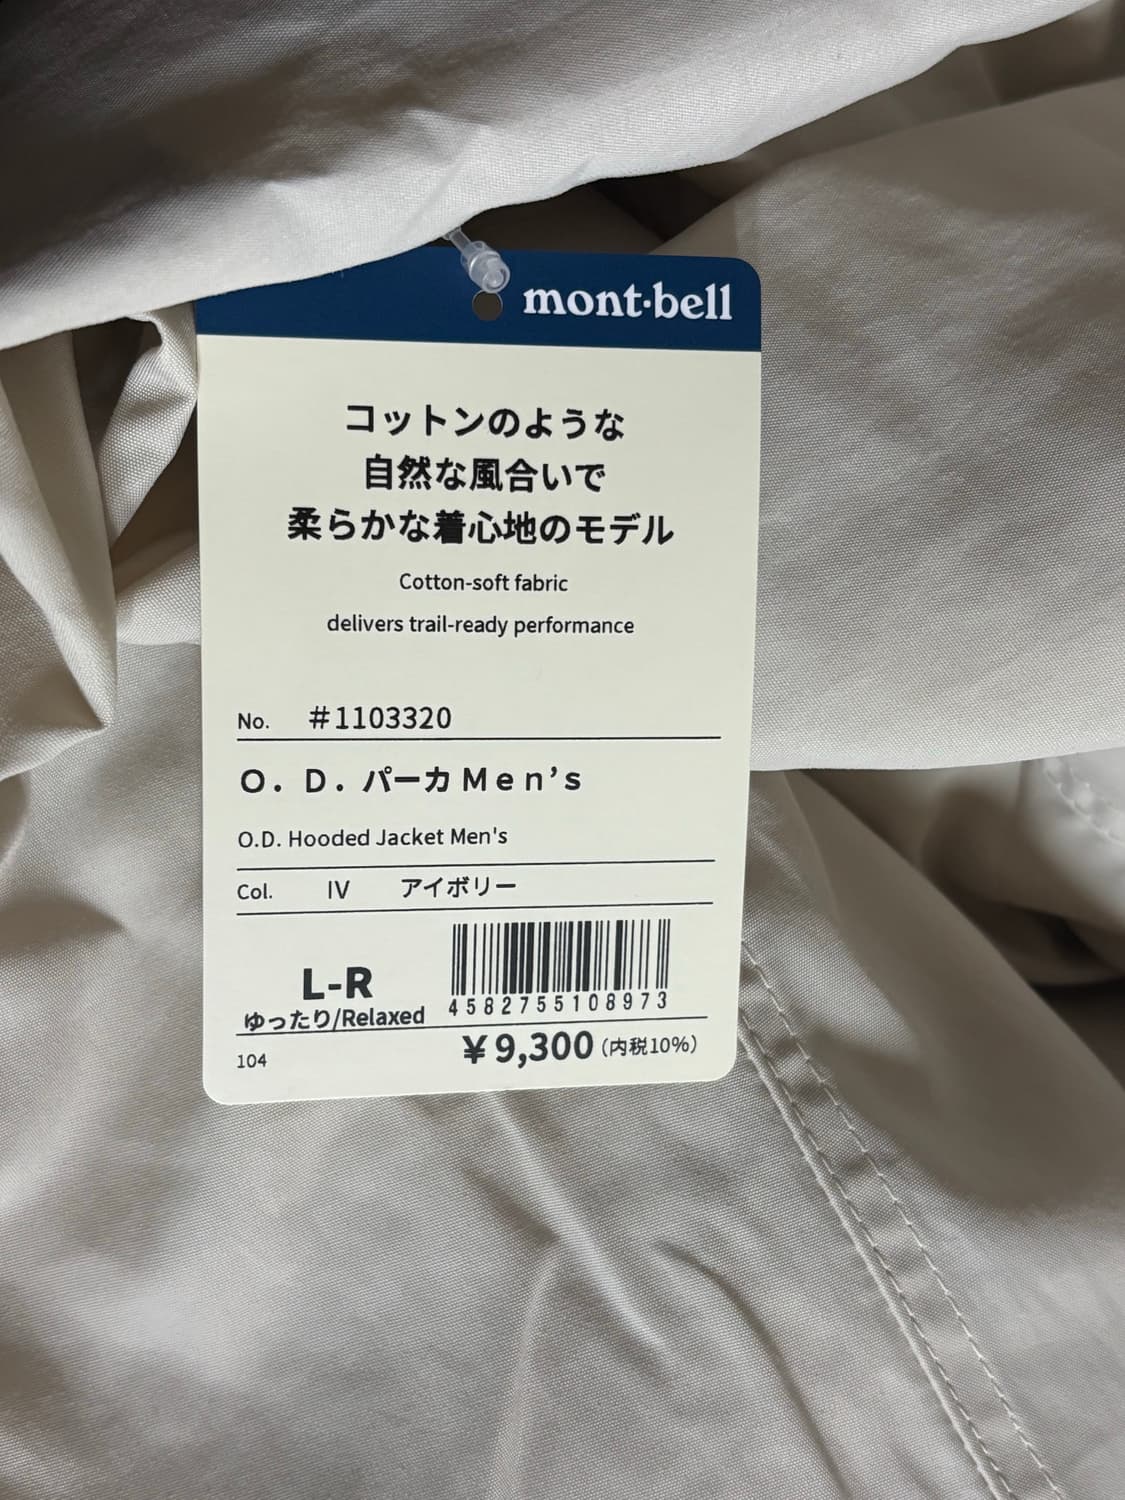 mont-bell
コットンのような
自然な風合いで
柔らかな着心地のモデル
Cotton-soft fabric
delivers trail-ready performance
No. #1103320
O. D. パーカ Men's
O.D. Hooded Jacket Men's
Col. IV アイボリー
L-R
ゆったり/Relaxed
4582755108973
104
¥9,300 (内税10%)